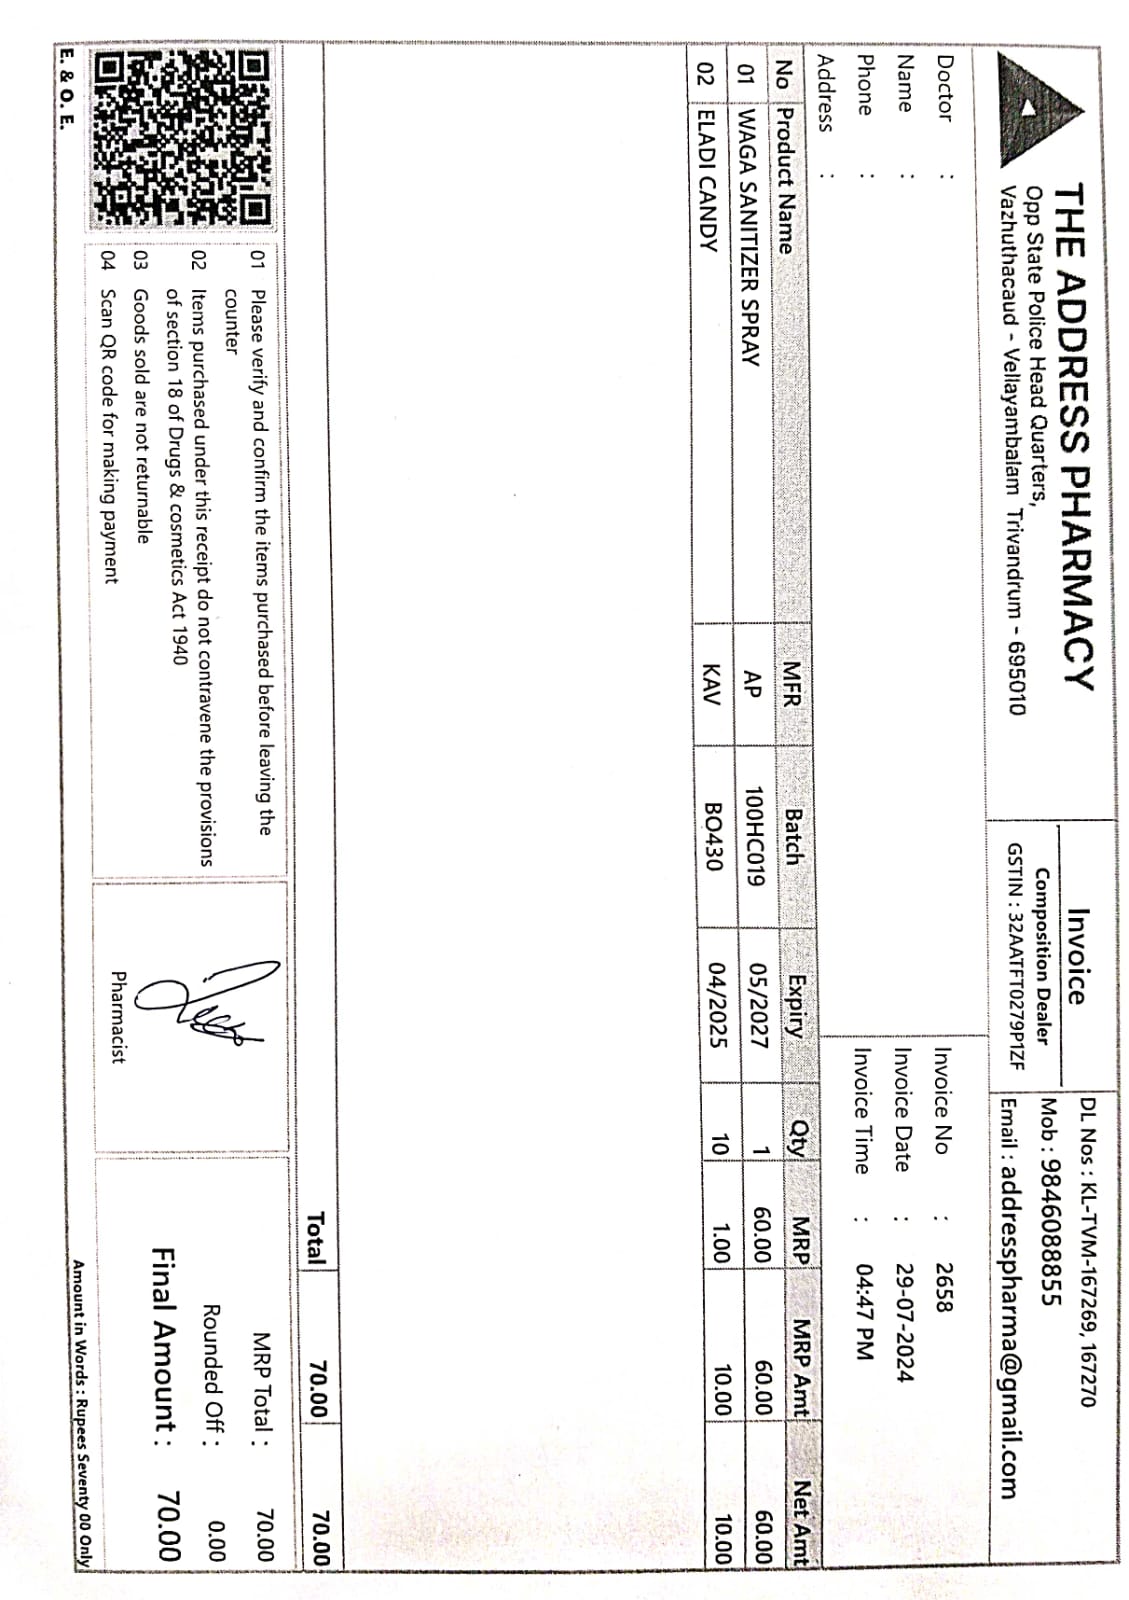 THE ADDRESS PHARMACY
Opp State Police Head Quarters,
Vazhuthacaud - Vellayambalam Trivandrum - 695010
Invoice
Composition Dealer
GSTIN : 32AATFT0279P1ZF
DL Nos : KL-TVM-167269, 167270
Mob : 9846088855
Email : addresspharma@gmail.com
Doctor :
Name :
Phone :
Address :
Invoice No : 2658
Invoice Date : 29-07-2024
Invoice Time : 04:47 PM
No Product Name MFR Batch Expiry Qty MRP MRP Amt Net Amt
01 WAGA SANITIZER SPRAY AP 100HC019 05/2027 1 60.00 60.00 60.00
02 ELADI CANDY KAV BO430 04/2025 10 1.00 10.00 10.00
Total 70.00 70.00
01 Please verify and confirm the items purchased before leaving the
counter
02 Items purchased under this receipt do not contravene the provisions
of section 18 of Drugs & cosmetics Act 1940
03 Goods sold are not returnable
04 Scan QR code for making payment
Pharmacist
MRP Total : 70.00
Rounded Off : 0.00
Final Amount : 70.00
E. & O. E.
Amount in Words : Rupees Seventy 00 Only